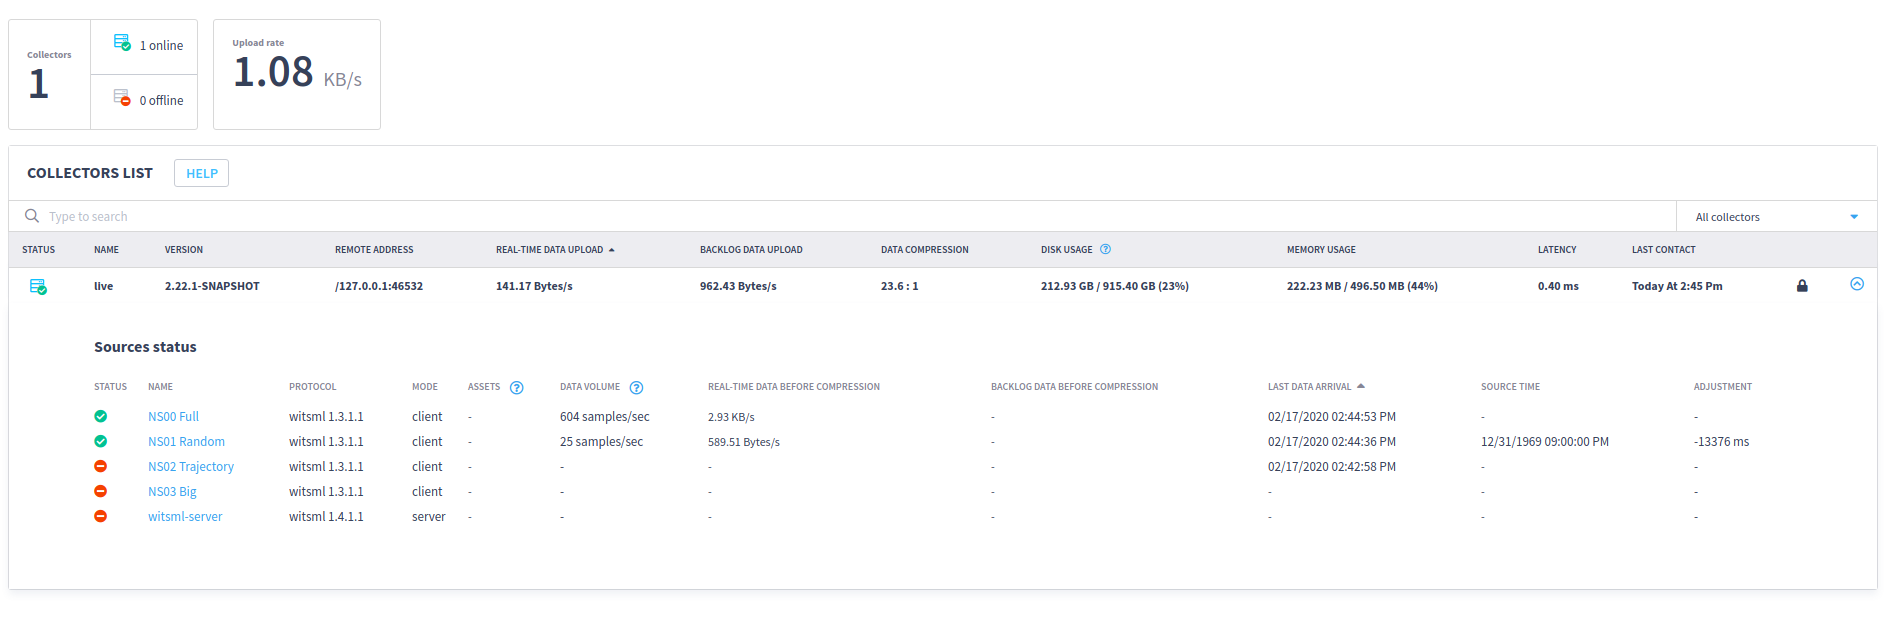 Collectors
1
1 online
0 offline
Upload rate
1.08 KB/s
COLLECTORS LIST HELP
Type to search All collectors
STATUS NAME VERSION REMOTE ADDRESS REAL-TIME DATA UPLOAD BACKLOG DATA UPLOAD DATA COMPRESSION DISK USAGE ? MEMORY USAGE LATENCY LAST CONTACT
live 2.22.1-SNAPSHOT /127.0.0.1:46532 141.17 Bytes/s 962.43 Bytes/s 23.6 : 1 212.93 GB / 915.40 GB (23%) 222.23 MB / 496.50 MB (44%) 0.40 ms Today At 2:45 Pm
Sources status
STATUS NAME PROTOCOL MODE ASSETS ? DATA VOLUME ? REAL-TIME DATA BEFORE COMPRESSION BACKLOG DATA BEFORE COMPRESSION LAST DATA ARRIVAL SOURCE TIME ADJUSTMENT
NS00 Full witsml 1.3.1.1 client - 604 samples/sec 2.93 KB/s - 02/17/2020 02:44:53 PM - -
NS01 Random witsml 1.3.1.1 client - 25 samples/sec 589.51 Bytes/s - 02/17/2020 02:44:36 PM 12/31/1969 09:00:00 PM -13376 ms
NS02 Trajectory witsml 1.3.1.1 client - - - - 02/17/2020 02:42:58 PM - -
NS03 Big witsml 1.3.1.1 client - - - - - - -
witsml-server witsml 1.4.1.1 server - - - - - - -